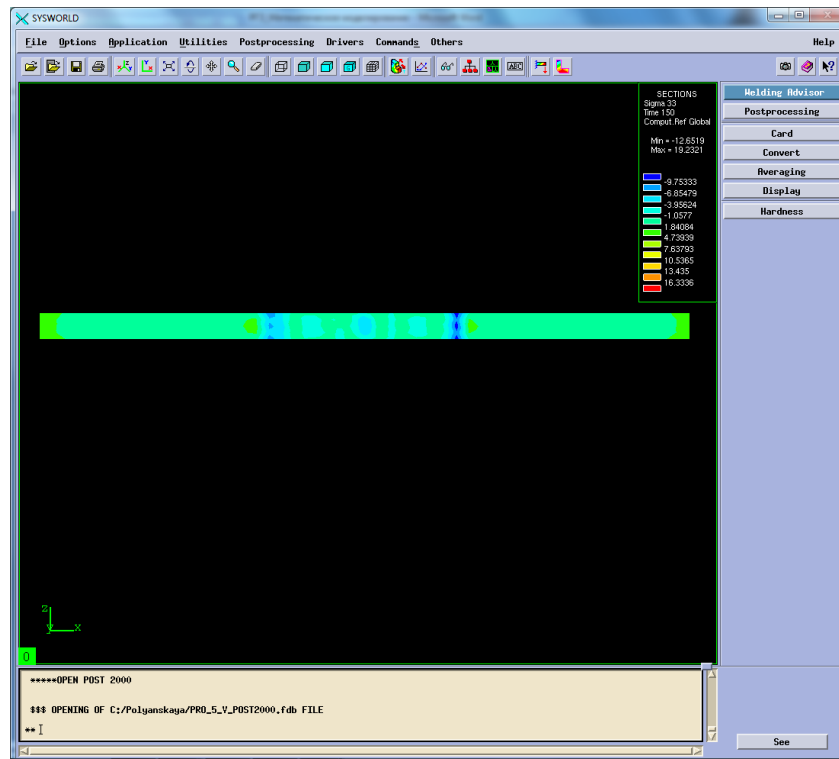 SYSWORLD
File Options Application Utilities Postprocessing Drivers Commands Others Help
SECTIONS
Sigma 33
Time 150
Comput.Ref Global
Min = -12.6519
Max = 19.2321
-9.75333
-6.85479
-3.95624
-1.0577
1.84084
4.73939
7.63793
10.5365
13.435
16.3336
Welding Advisor
Postprocessing
Card
Convert
Averaging
Display
Hardness
z
y x
0
*****OPEN POST 2000
$$$ OPENING OF C:/Polyanskaya/PRO_5_V_POST2000.fdb FILE
**
See